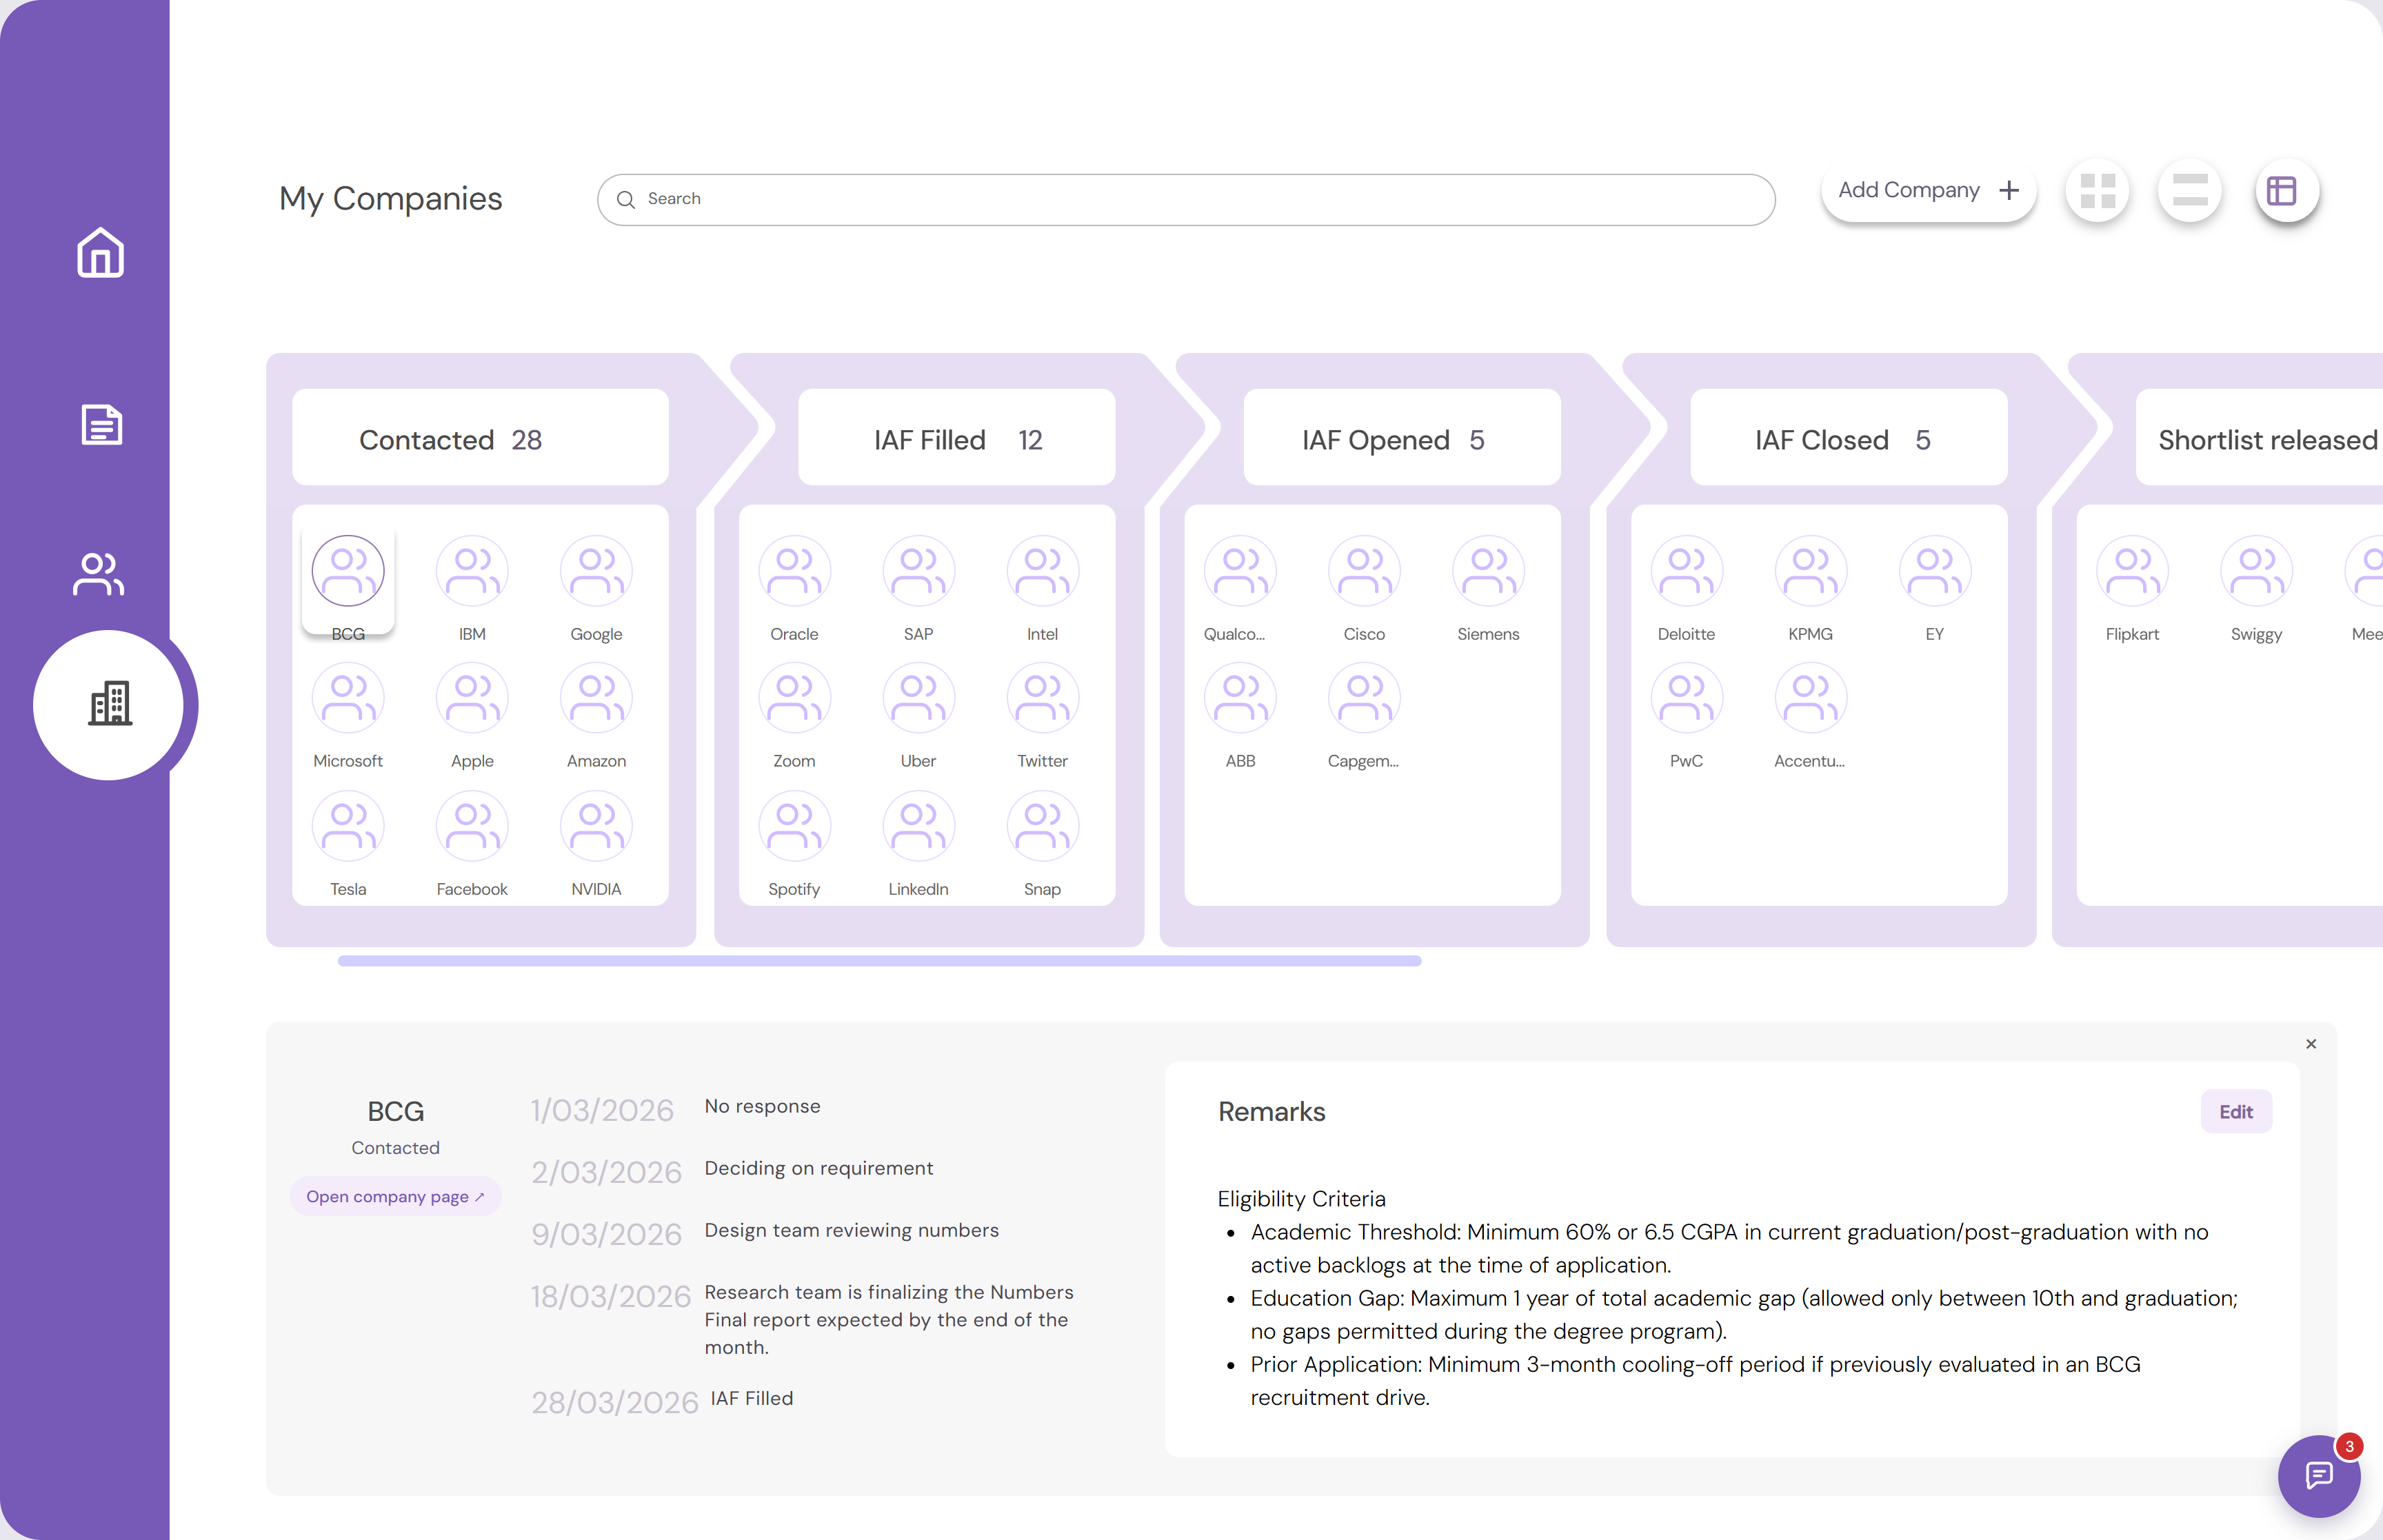 My Companies
Search
Add Company
Contacted 28
IAF Filled 12
IAF Opened 5
IAF Closed 5
Shortlist released
BCG IBM Google
Oracle SAP Intel
Qualco... Cisco Siemens
Deloitte KPMG EY
Flipkart Swiggy Mee
Microsoft Apple Amazon
Zoom Uber Twitter
ABB Capgem...
PwC Accentu...
Tesla Facebook NVIDIA
Spotify LinkedIn Snap
BCG
Contacted
Open company page ↗
1/03/2026 No response
2/03/2026 Deciding on requirement
9/03/2026 Design team reviewing numbers
18/03/2026 Research team is finalizing the Numbers
Final report expected by the end of the
month.
28/03/2026 IAF Filled
×
Remarks
Edit
Eligibility Criteria
• Academic Threshold: Minimum 60% or 6.5 CGPA in current graduation/post-graduation with no
active backlogs at the time of application.
• Education Gap: Maximum 1 year of total academic gap (allowed only between 10th and graduation;
no gaps permitted during the degree program).
• Prior Application: Minimum 3-month cooling-off period if previously evaluated in an BCG
recruitment drive.
3